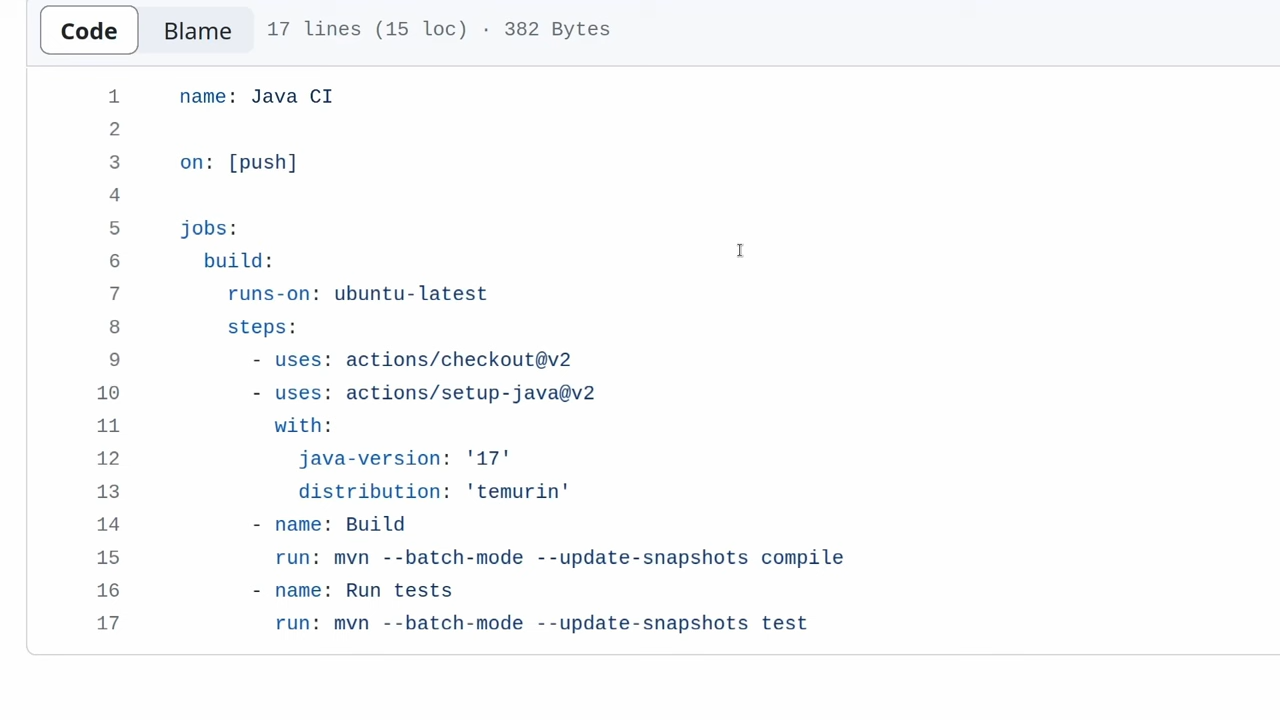 Code Blame 17 lines (15 loc) · 382 Bytes
1 name: Java CI
2
3 on: [push]
4
5 jobs:
6   build:
7     runs-on: ubuntu-latest
8     steps:
9       - uses: actions/checkout@v2
10       - uses: actions/setup-java@v2
11         with:
12           java-version: '17'
13           distribution: 'temurin'
14       - name: Build
15         run: mvn --batch-mode --update-snapshots compile
16       - name: Run tests
17         run: mvn --batch-mode --update-snapshots test